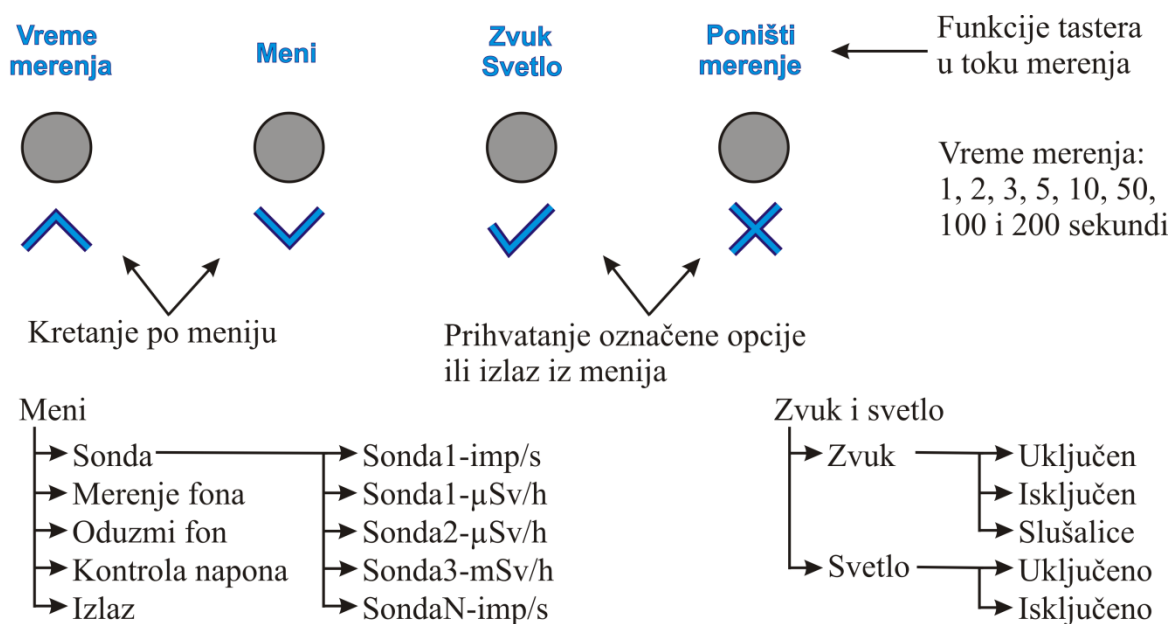 Vreme
merenja
Meni
Zvuk
Svetlo
Poništi
merenje
Funkcije tastera
u toku merenja
Vreme merenja:
1, 2, 3, 5, 10, 50,
100 i 200 sekundi
Kretanje po meniju
Prihvatanje označene opcije
ili izlaz iz menija
Meni
Sonda
Merenje fona
Oduzmi fon
Kontrola napona
Izlaz
Sonda1-imp/s
Sonda1-µSv/h
Sonda2-µSv/h
Sonda3-mSv/h
SondaN-imp/s
Zvuk i svetlo
Zvuk
Uključen
Isključen
Slušalice
Svetlo
Uključeno
Isključeno